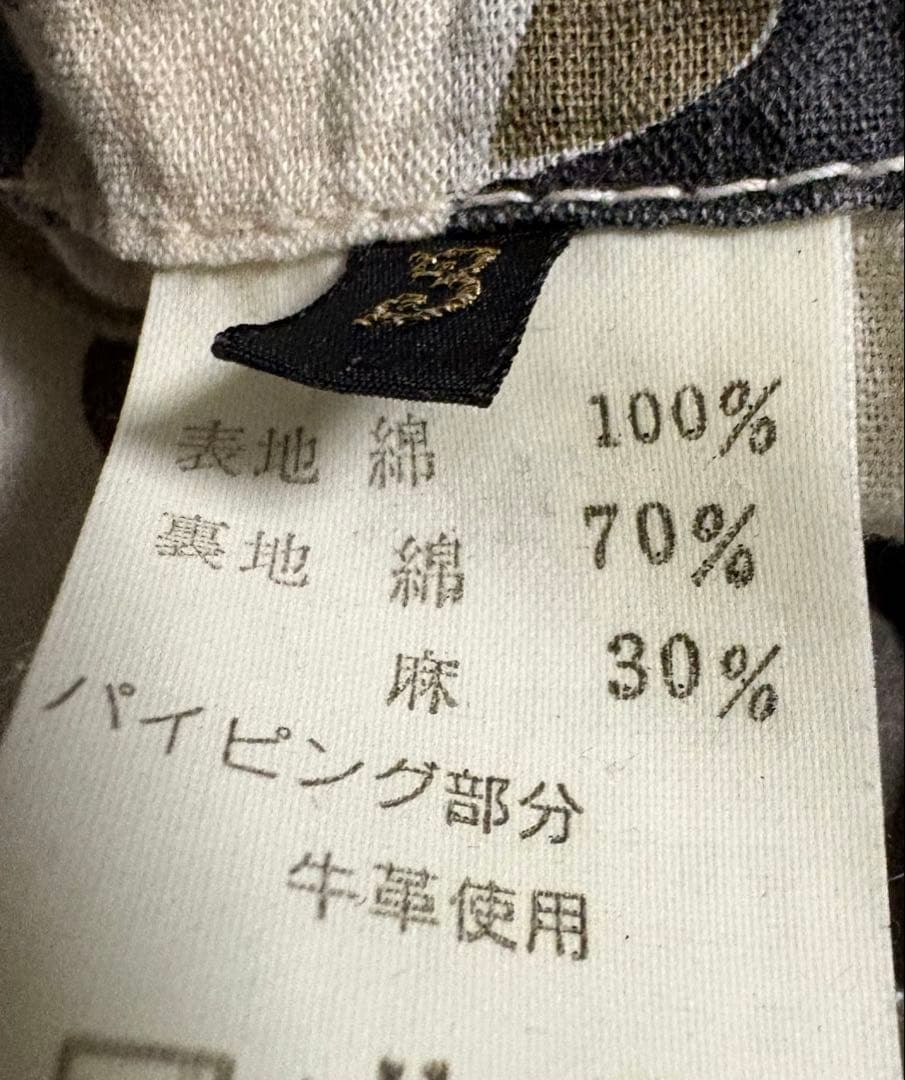 3
表地 綿 100%
裏地 綿 70%
麻 30%
パイピング部分
牛革使用